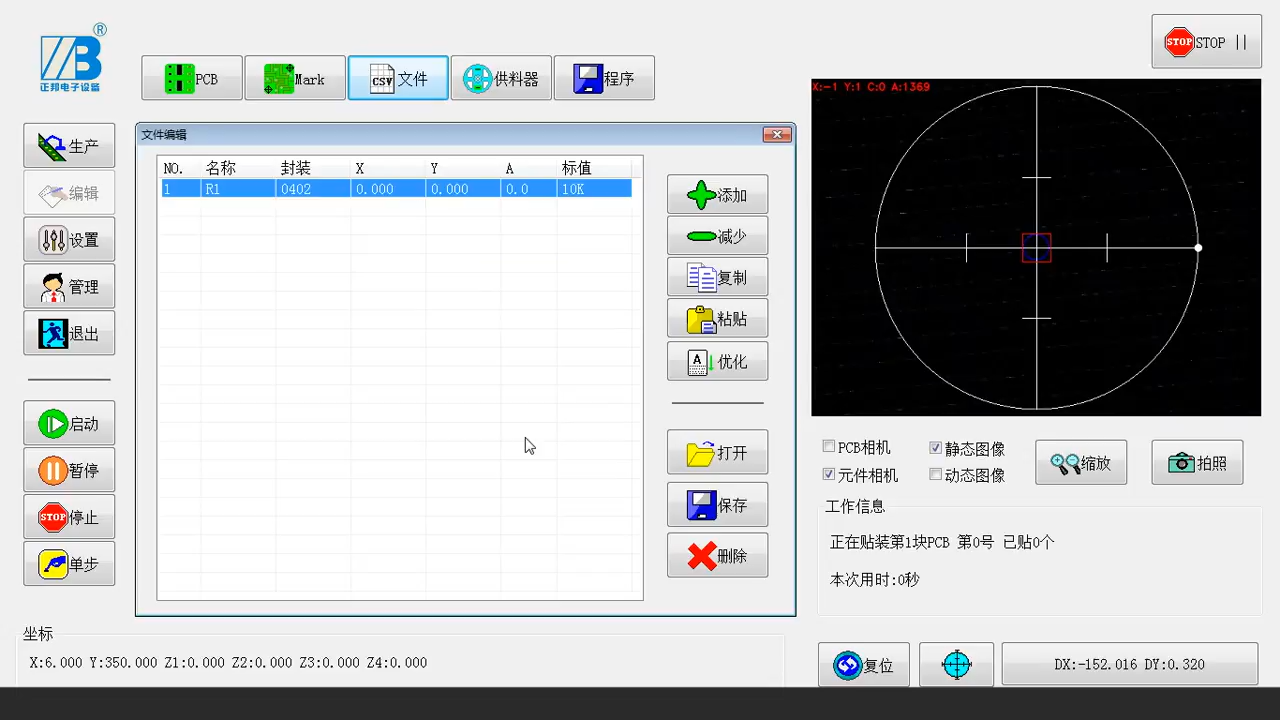 ®
正邦电子设备
PCB
Mark
CSV 文件
供料器
程序
STOP STOP ||
生产
编辑
设置
管理
退出
启动
暂停
STOP 停止
单步
文件编辑
NO. 名称 封装 X Y A 标值
1 R1 0402 0.000 0.000 0.0 10K
添加
减少
复制
粘贴
A 优化
打开
保存
删除
X:-1 Y:1 C:0 A:1369
PCB相机 静态图像
元件相机 动态图像
缩放
拍照
工作信息
正在贴装第1块PCB 第0号 已贴0个
本次用时:0秒
坐标
X:6.000 Y:350.000 Z1:0.000 Z2:0.000 Z3:0.000 Z4:0.000
复位
DX:-152.016 DY:0.320